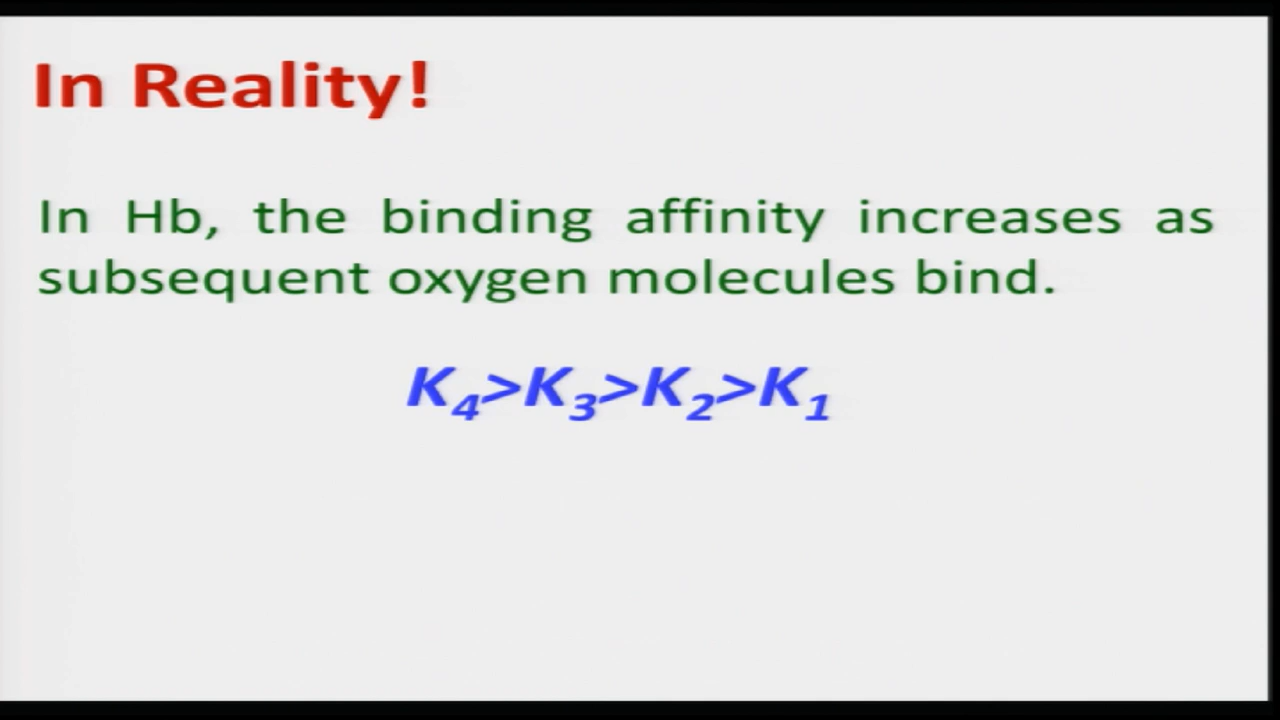 In Reality!
In Hb, the binding affinity increases as
subsequent oxygen molecules bind.
K₄>K₃>K₂>K₁